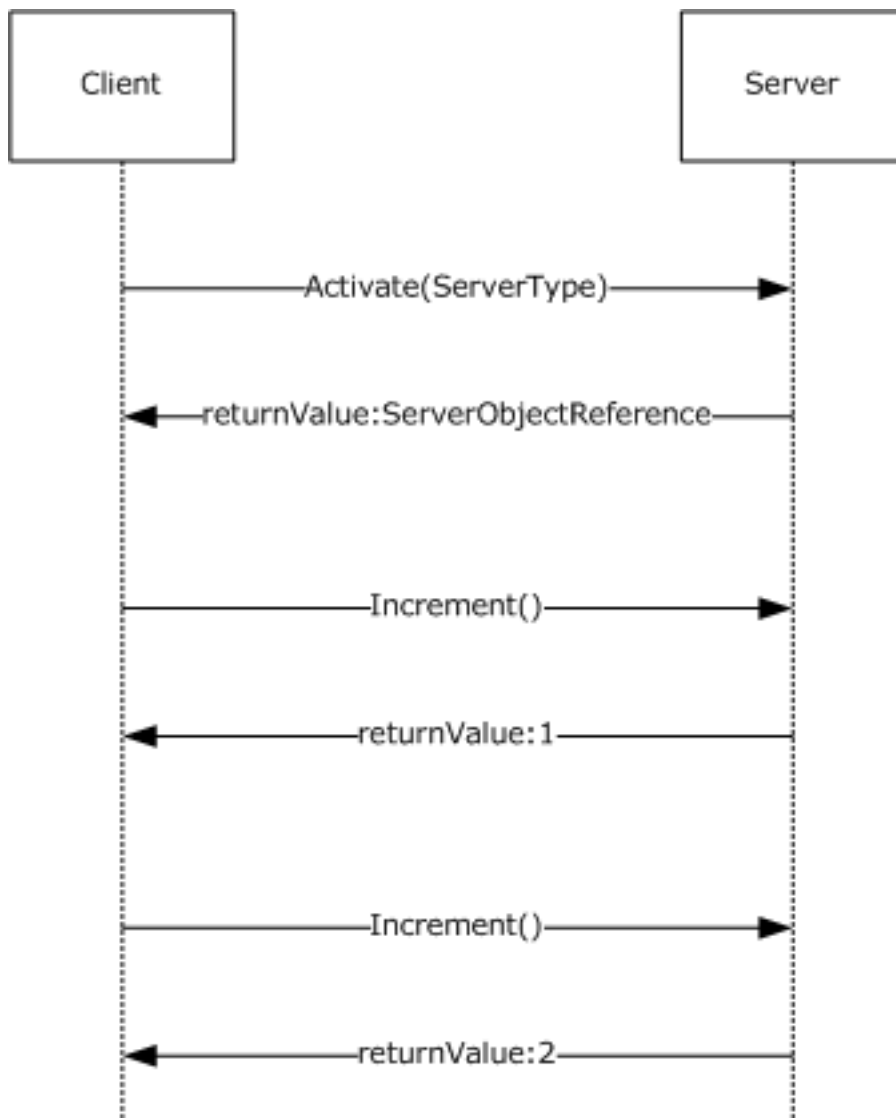 Client
Server
Activate(ServerType)
returnValue:ServerObjectReference
Increment()
returnValue:1
Increment()
returnValue:2